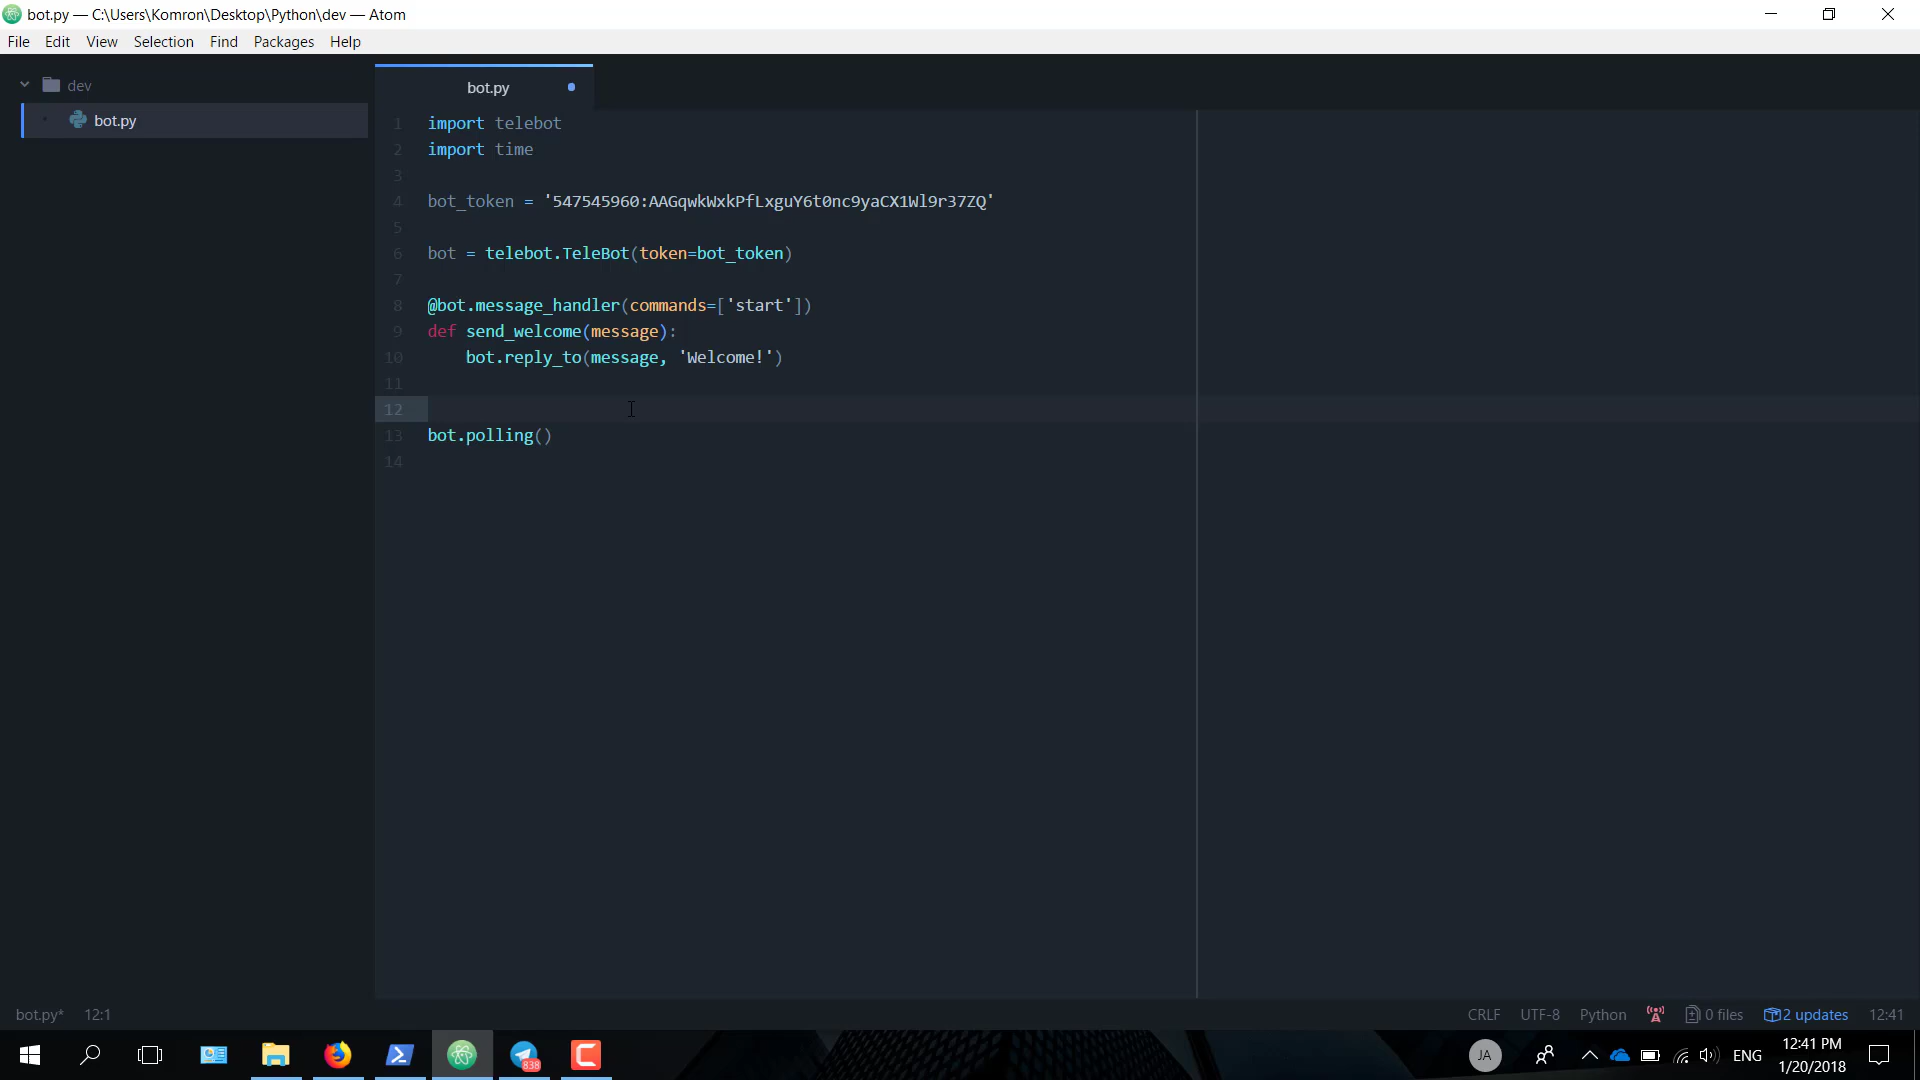 bot.py — C:\Users\Komron\Desktop\Python\dev — Atom
File Edit View Selection Find Packages Help
dev
bot.py
bot.py
1 import telebot
2 import time
3
4 bot_token = '547545960:AAGqwkWxkPfLxguY6t0nc9yaCX1Wl9r37ZQ'
5
6 bot = telebot.TeleBot(token=bot_token)
7
8 @bot.message_handler(commands=['start'])
9 def send_welcome(message):
10     bot.reply_to(message, 'Welcome!')
11
12
13 bot.polling()
14
bot.py* 12:1 CRLF UTF-8 Python 0 files 2 updates 12:41
838 JA ENG 12:41 PM
1/20/2018